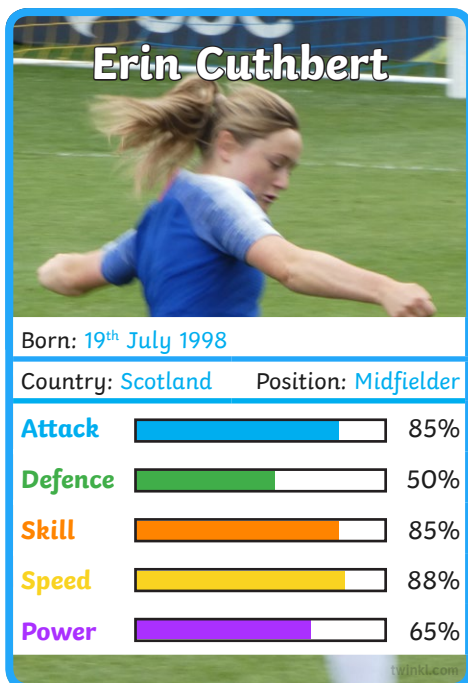 Erin Cuthbert
Born: 19th July 1998
Country: Scotland Position: Midfielder
Attack 85%
Defence 50%
Skill 85%
Speed 88%
Power 65%
twinkl.com